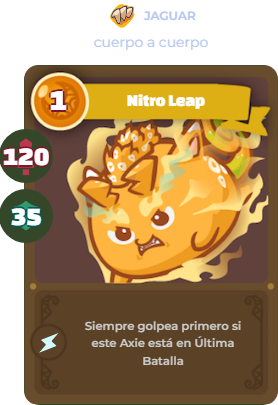 JAGUAR
cuerpo a cuerpo
1
Nitro Leap
120
35
Siempre golpea primero si
este Axie está en Última
Batalla